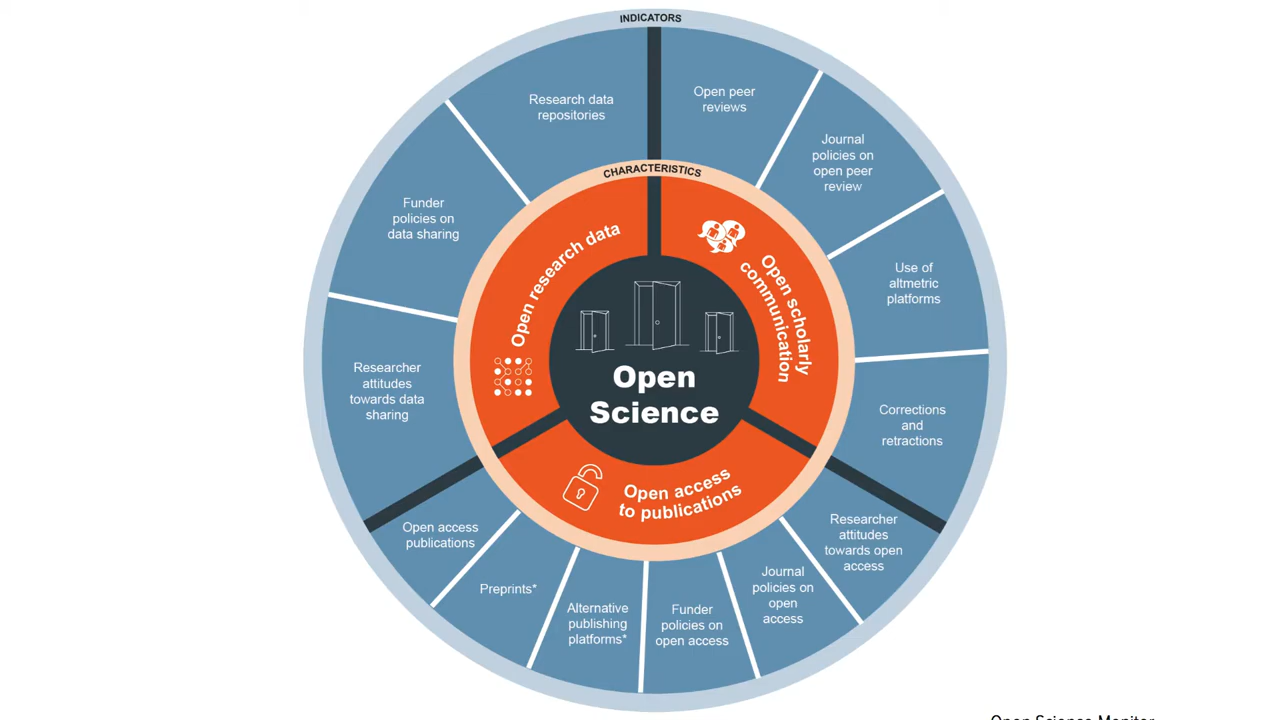 INDICATORS
Research data
repositories
Open peer
reviews
Journal
policies on
open peer
review
Funder
policies on
data sharing
Use of
altmetric
platforms
Researcher
attitudes
towards data
sharing
Corrections
and
retractions
CHARACTERISTICS
Open research data
Open scholarly
communication
Open access
to publications
Open
Science
Open access
publications
Preprints*
Alternative
publishing
platforms*
Funder
policies on
open access
Journal
policies on
open
access
Researcher
attitudes
towards open
access
Open Science Monitor